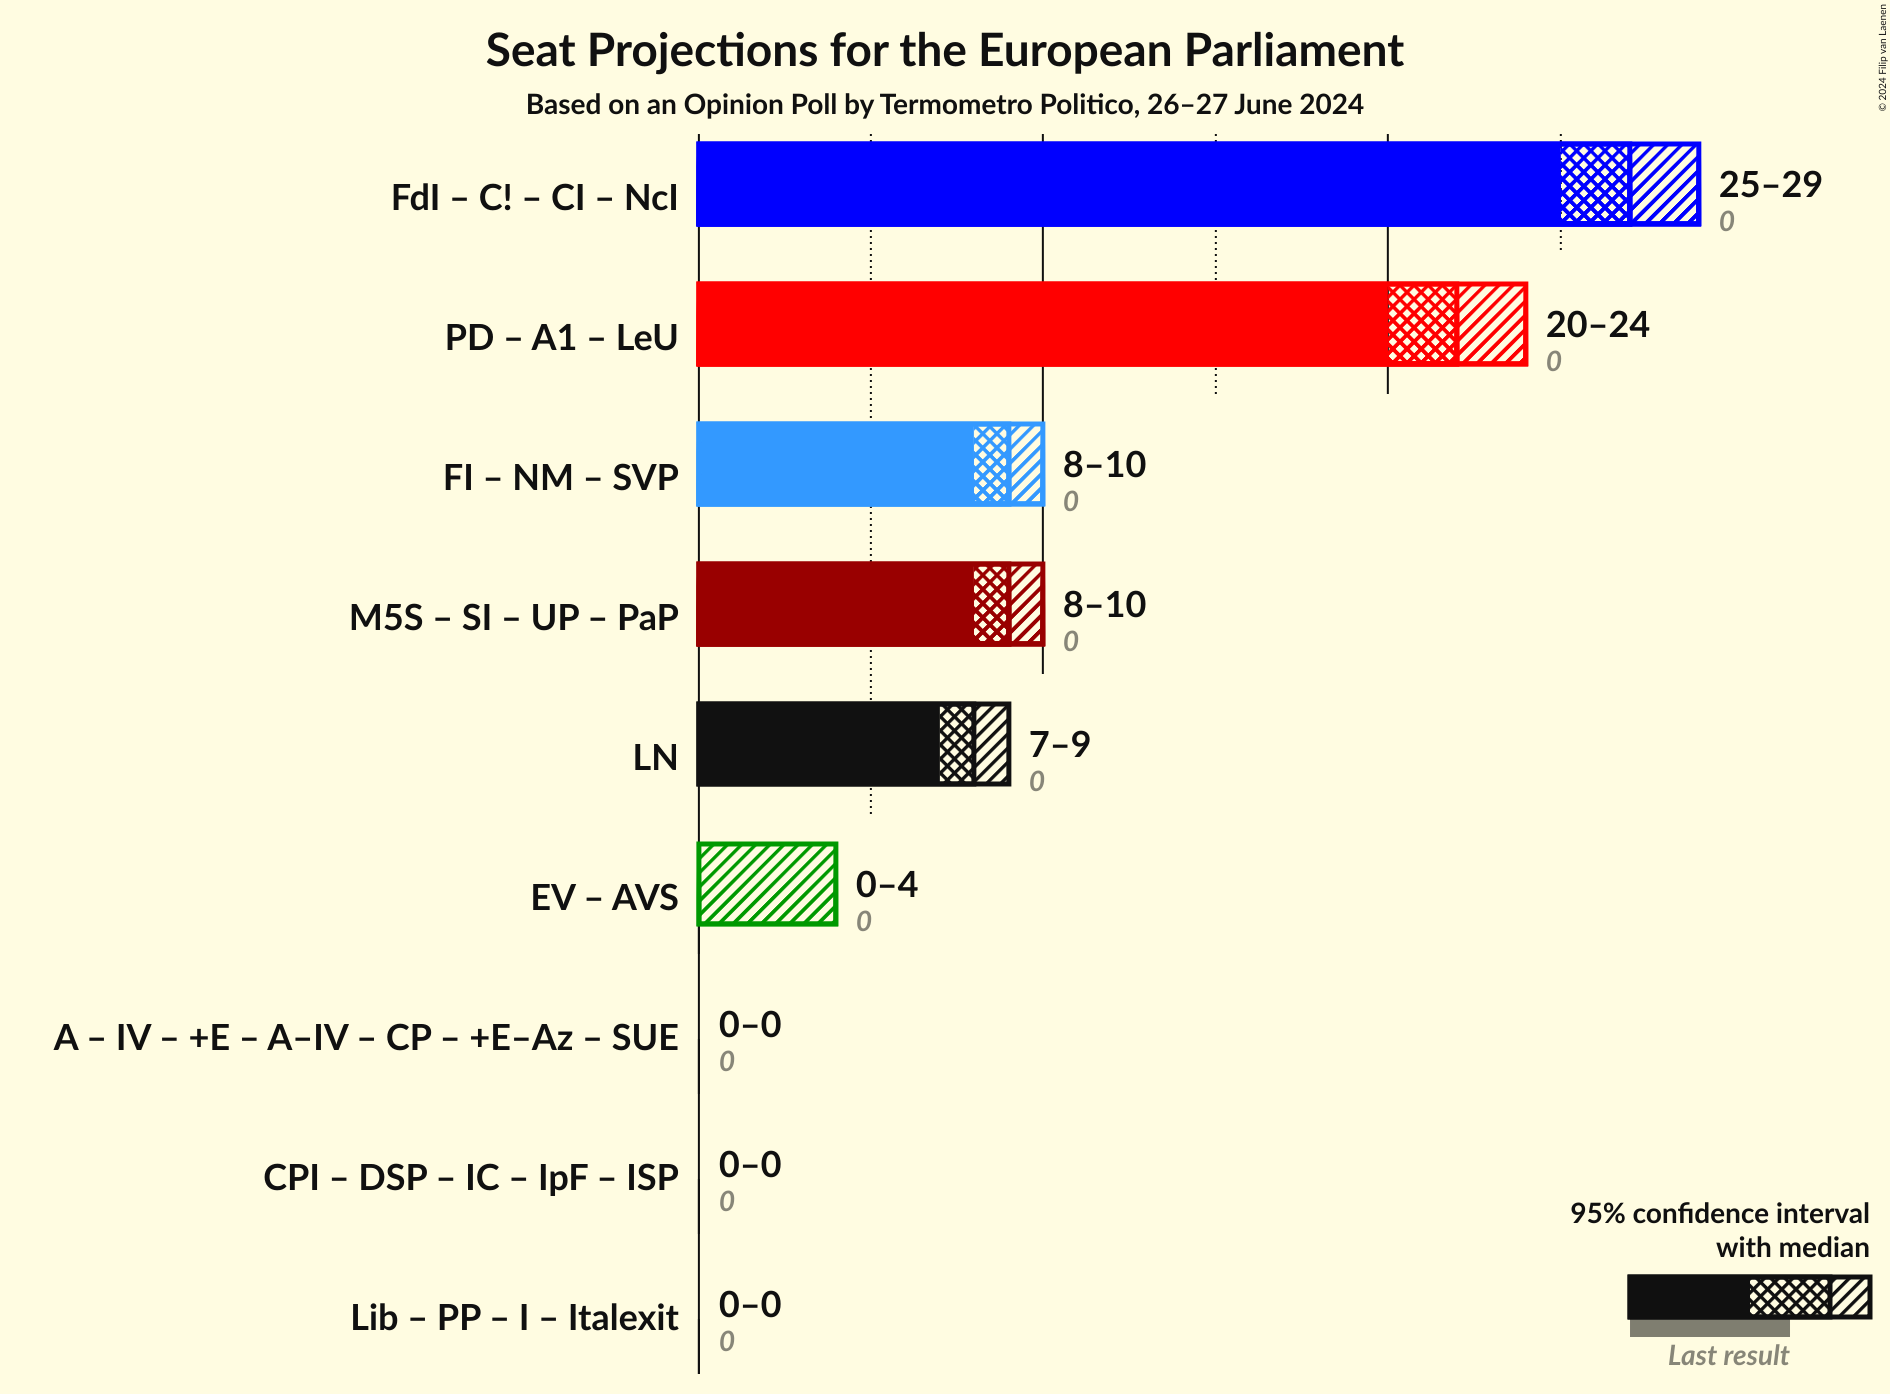 Seat Projections for the European Parliament
Based on an Opinion Poll by Termometro Politico, 26–27 June 2024
© 2024 Filip van Laenen
FdI – C! – CI – NcI
25–29
0
PD – A1 – LeU
20–24
0
FI – NM – SVP
8–10
0
M5S – SI – UP – PaP
8–10
0
LN
7–9
0
EV – AVS
0–4
0
A – IV – +E – A–IV – CP – +E–Az – SUE
0–0
0
CPI – DSP – IC – IpF – ISP
0–0
0
Lib – PP – I – Italexit
0–0
0
95% confidence interval
with median
Last result